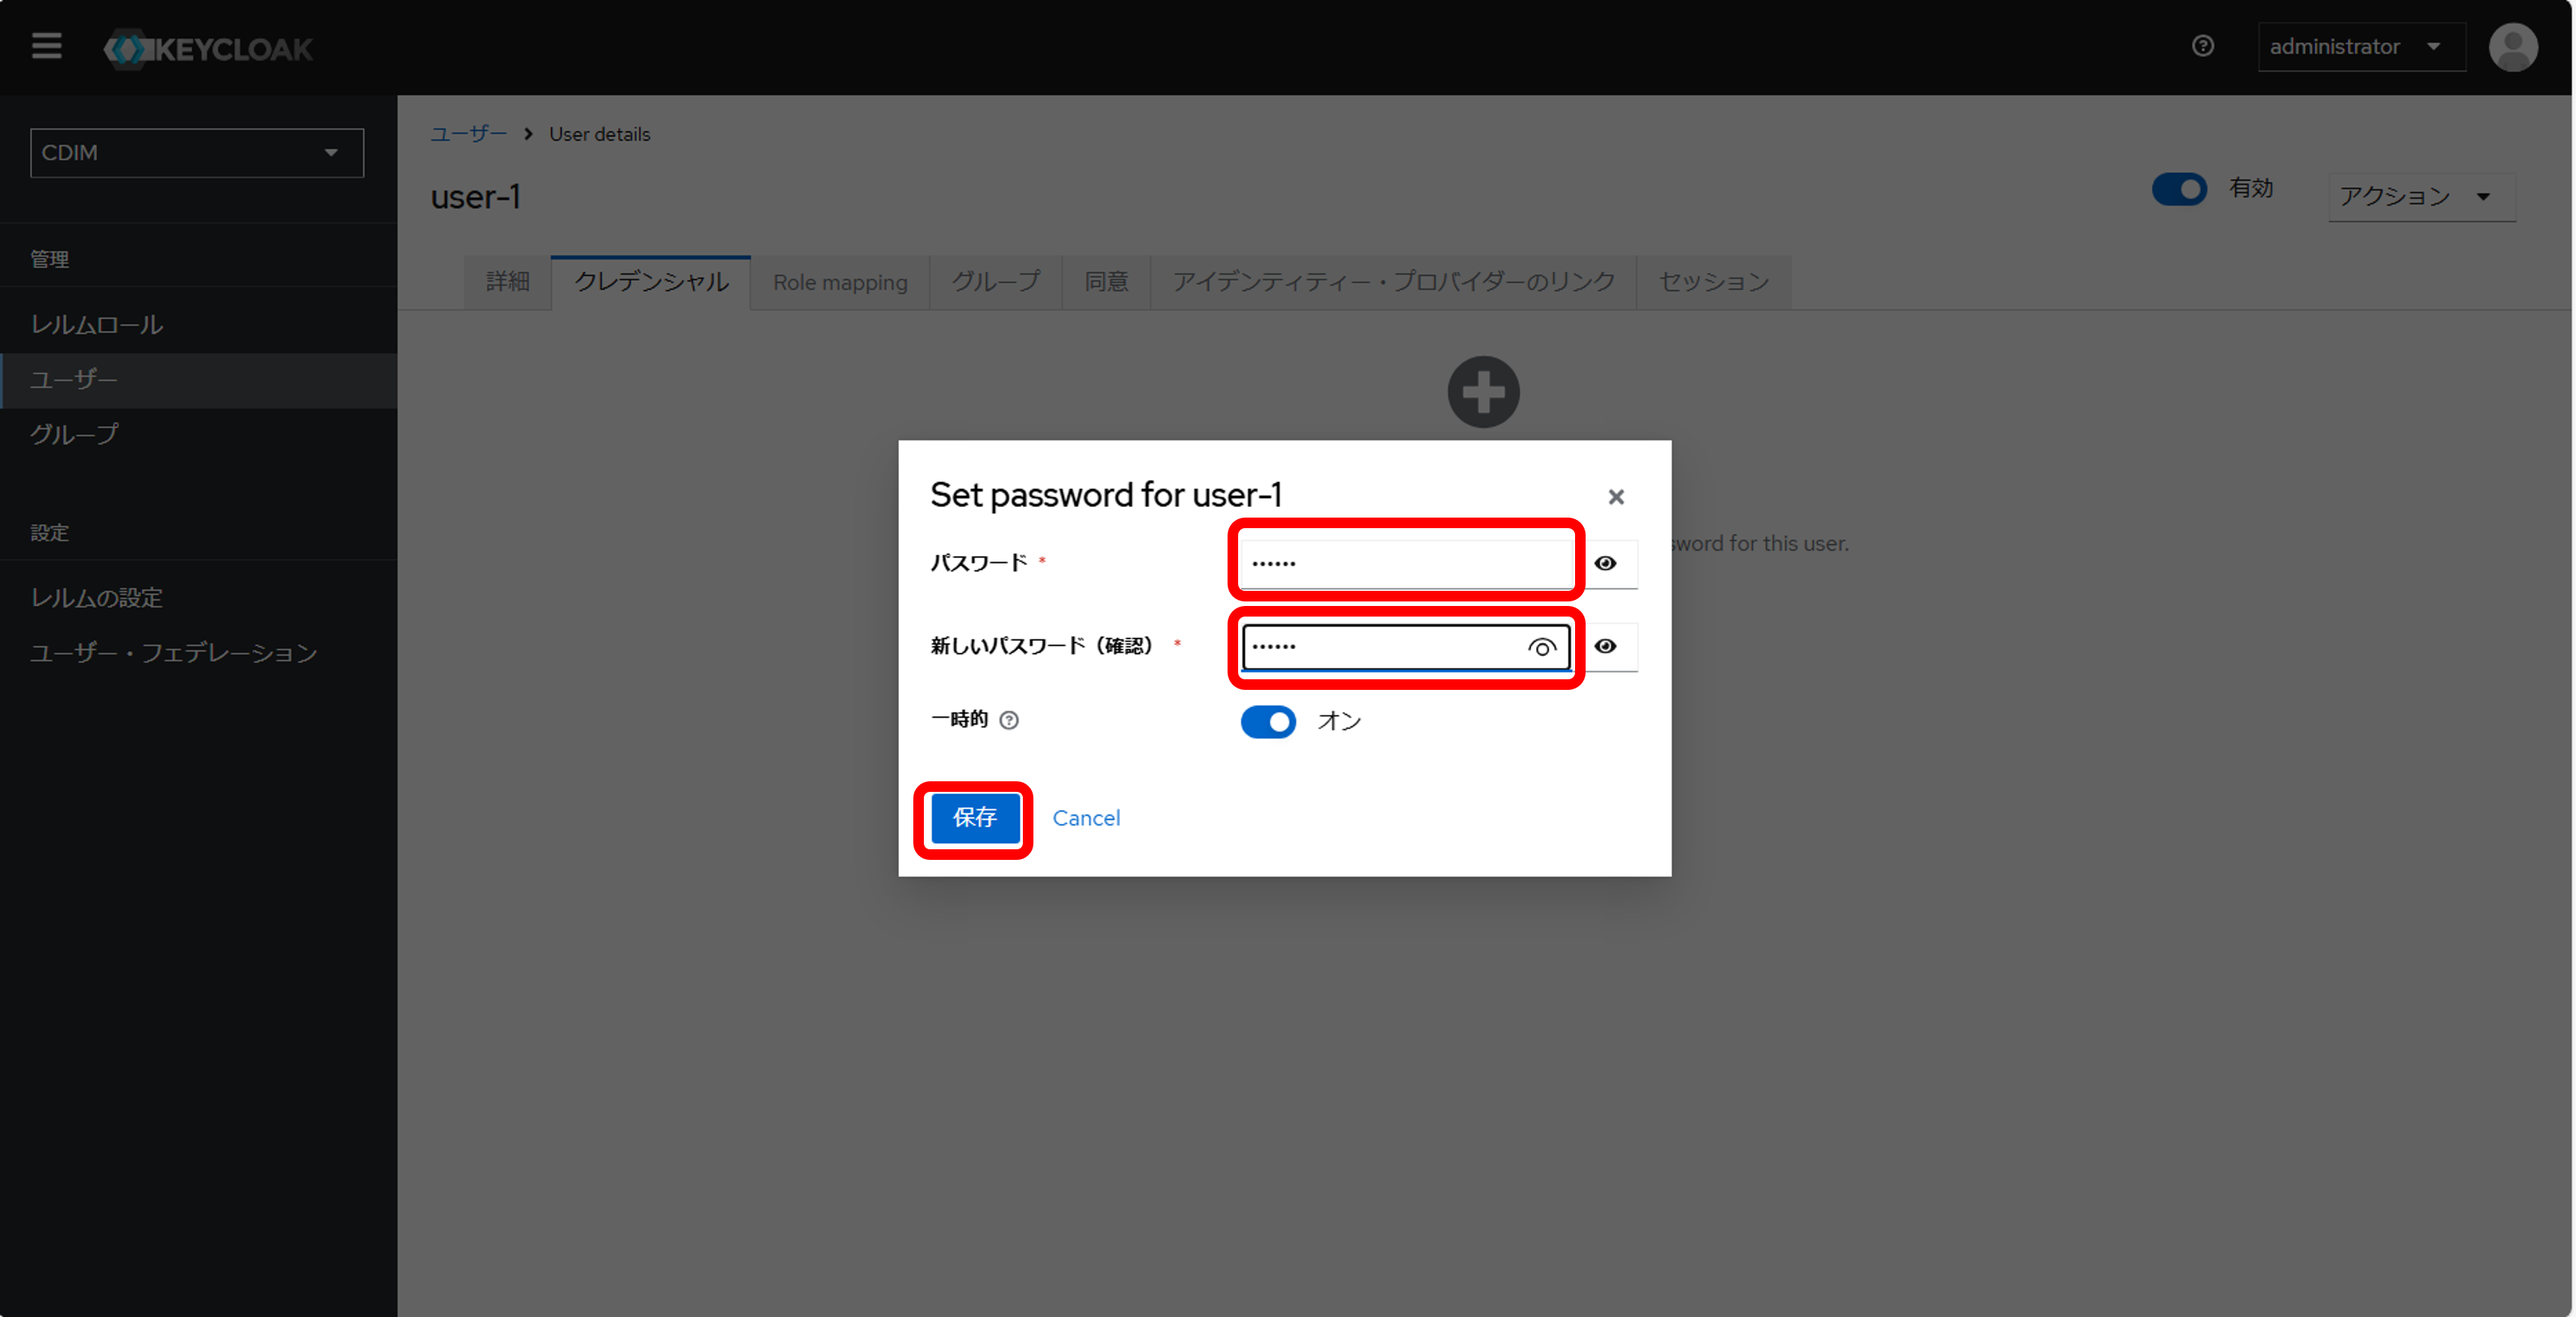 KEYCLOAK
administrator
CDIM
管理
レルムロール
ユーザー
グループ
設定
レルムの設定
ユーザー・フェデレーション
ユーザー User details
user-1
有効
アクション
詳細 クレデンシャル Role mapping グループ 同意 アイデンティティー・プロバイダーのリンク セッション
sword for this user.
Set password for user-1
パスワード *
新しいパスワード（確認） *
一時的
オン
保存 Cancel